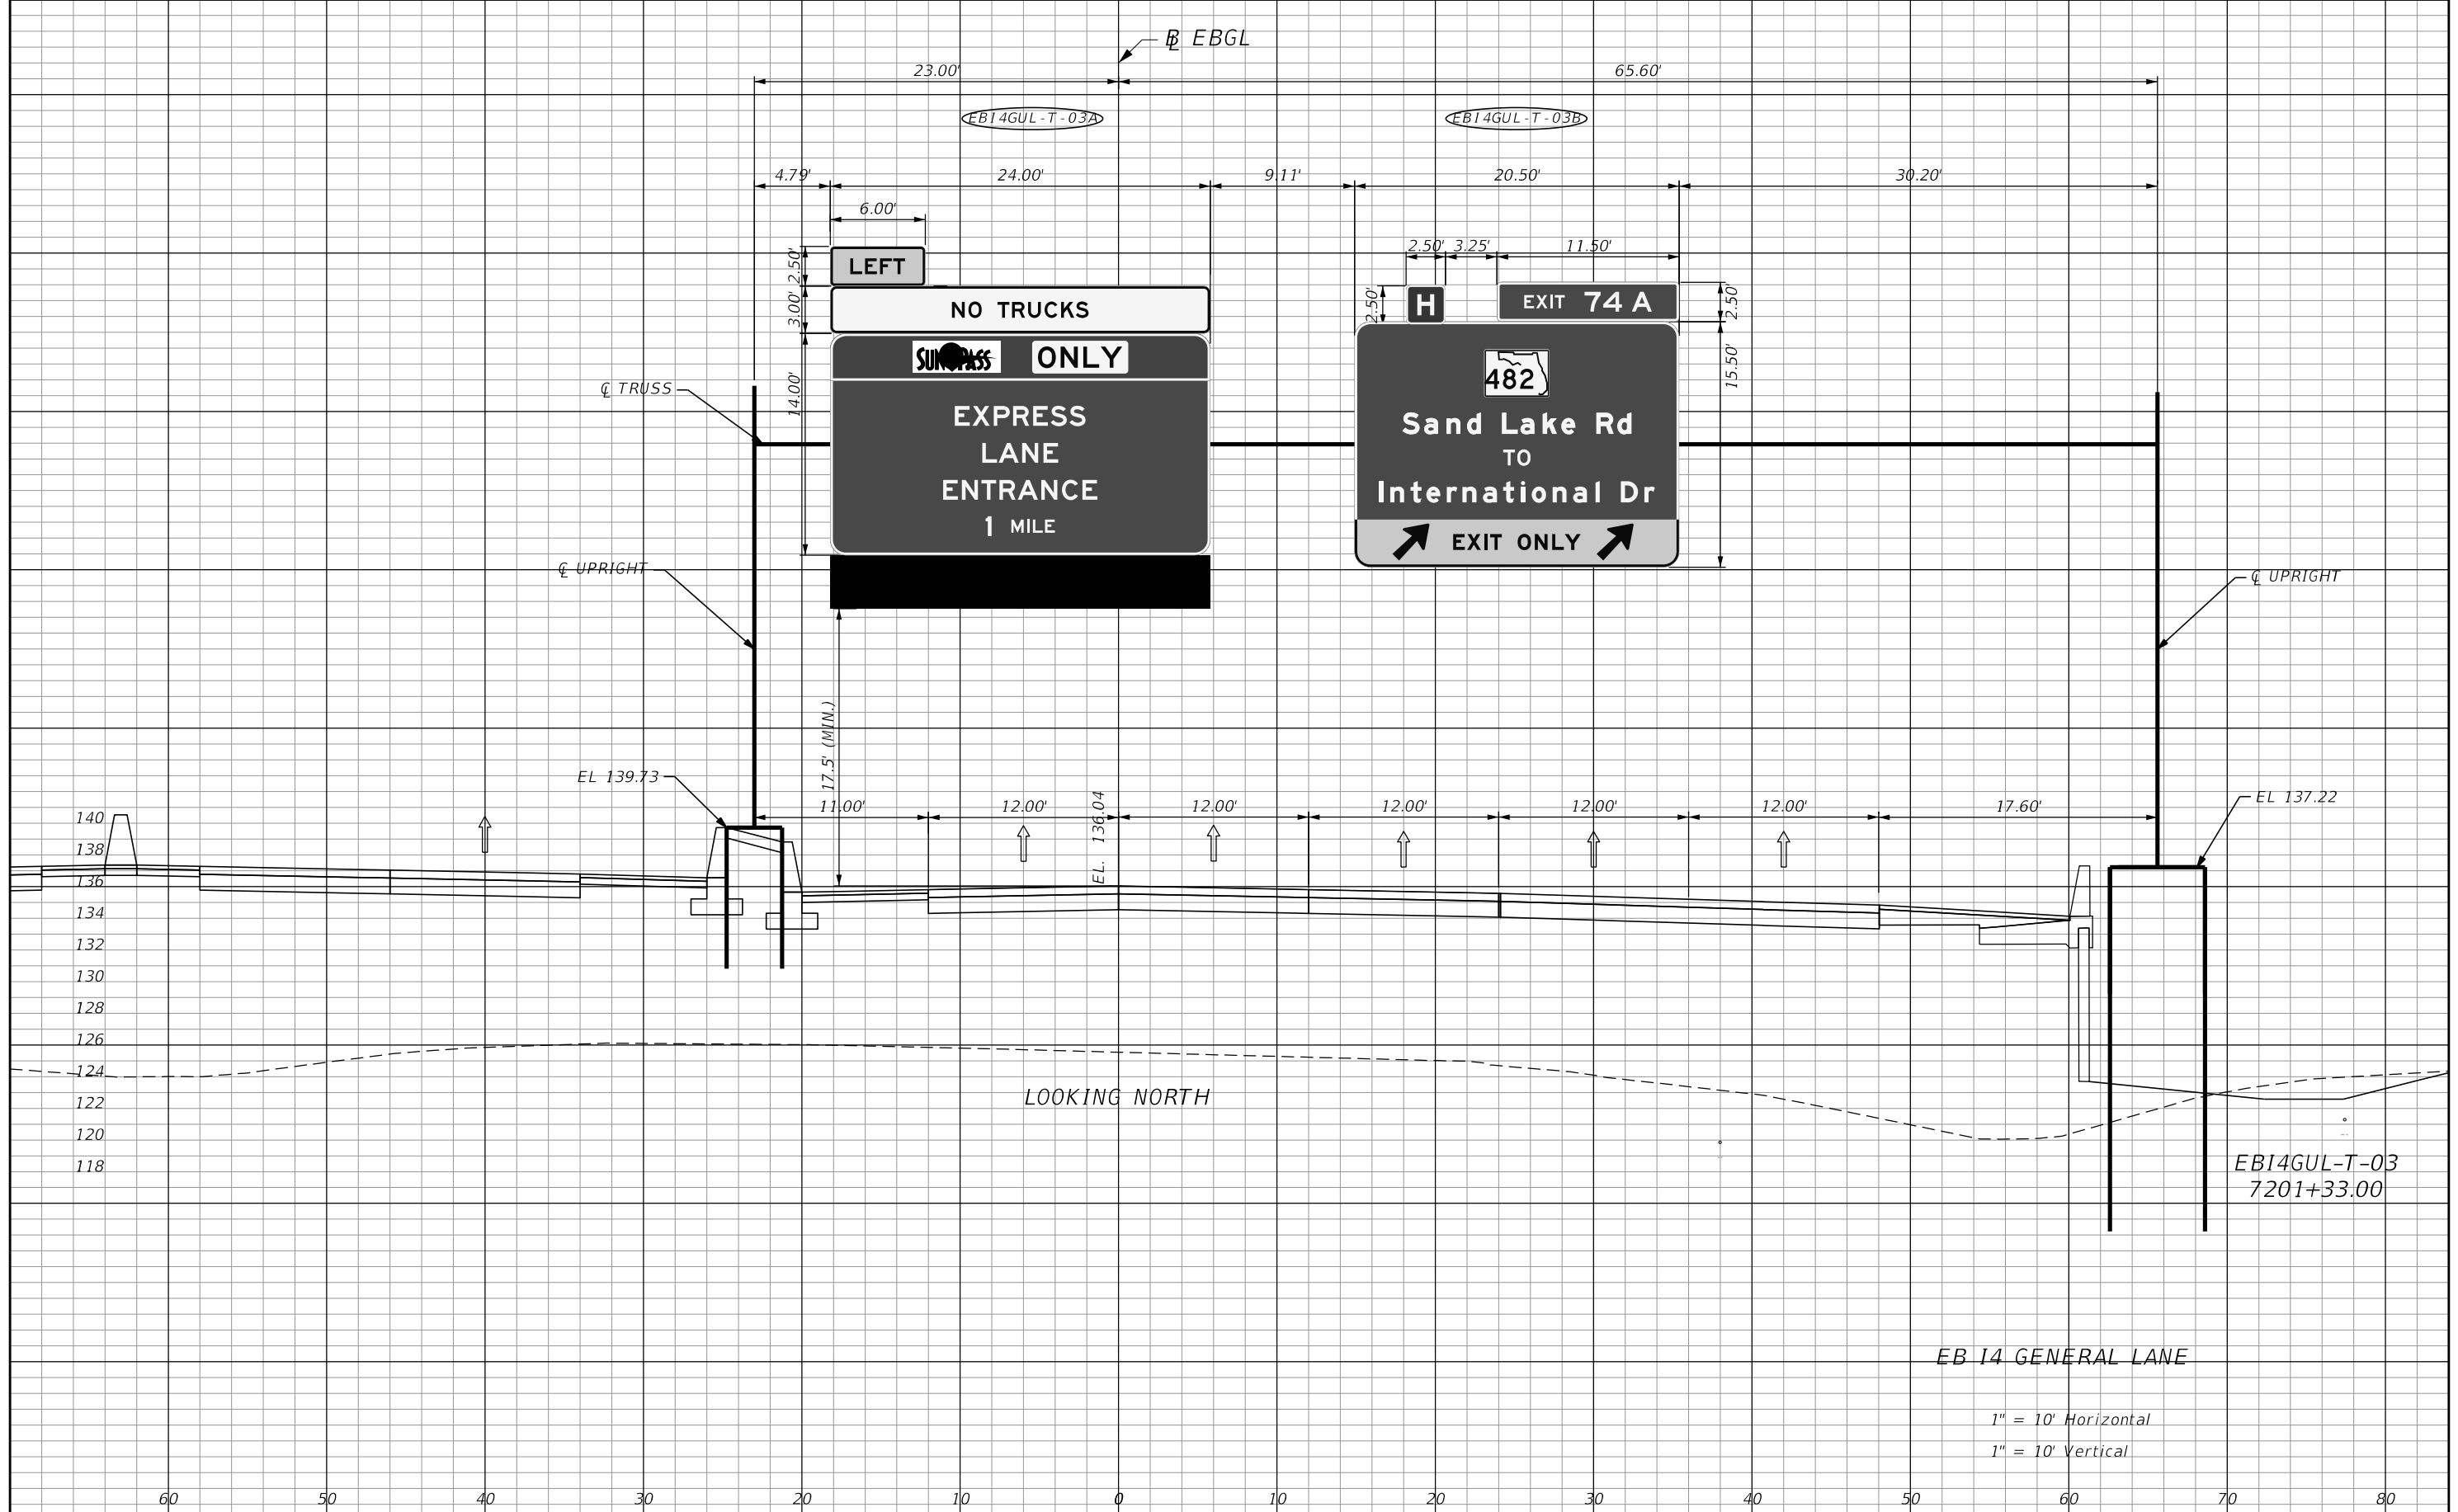 BL EBGL
23.00' 65.60'
EBI4GUL-T-03A EBI4GUL-T-03B
4.79' 24.00' 9.11' 20.50' 30.20'
6.00'
2.50' 3.25' 11.50'
2.50'
3.00'
14.00'
LEFT
NO TRUCKS
SUNPASS ONLY
EXPRESS
LANE
ENTRANCE
1 MILE
2.50'
H EXIT 74 A
2.50'
15.50'
482
Sand Lake Rd
TO
International Dr
EXIT ONLY
CL TRUSS
CL UPRIGHT
CL UPRIGHT
17.5' (MIN.)
EL 139.73
EL. 136.04
EL 137.22
11.00' 12.00' 12.00' 12.00' 12.00' 12.00' 17.60'
140
138
136
134
132
130
128
126
124
122
120
118
LOOKING NORTH
EBI4GUL-T-03
7201+33.00
EB I4 GENERAL LANE
1" = 10' Horizontal
1" = 10' Vertical
60 50 40 30 20 10 0 10 20 30 40 50 60 70 80